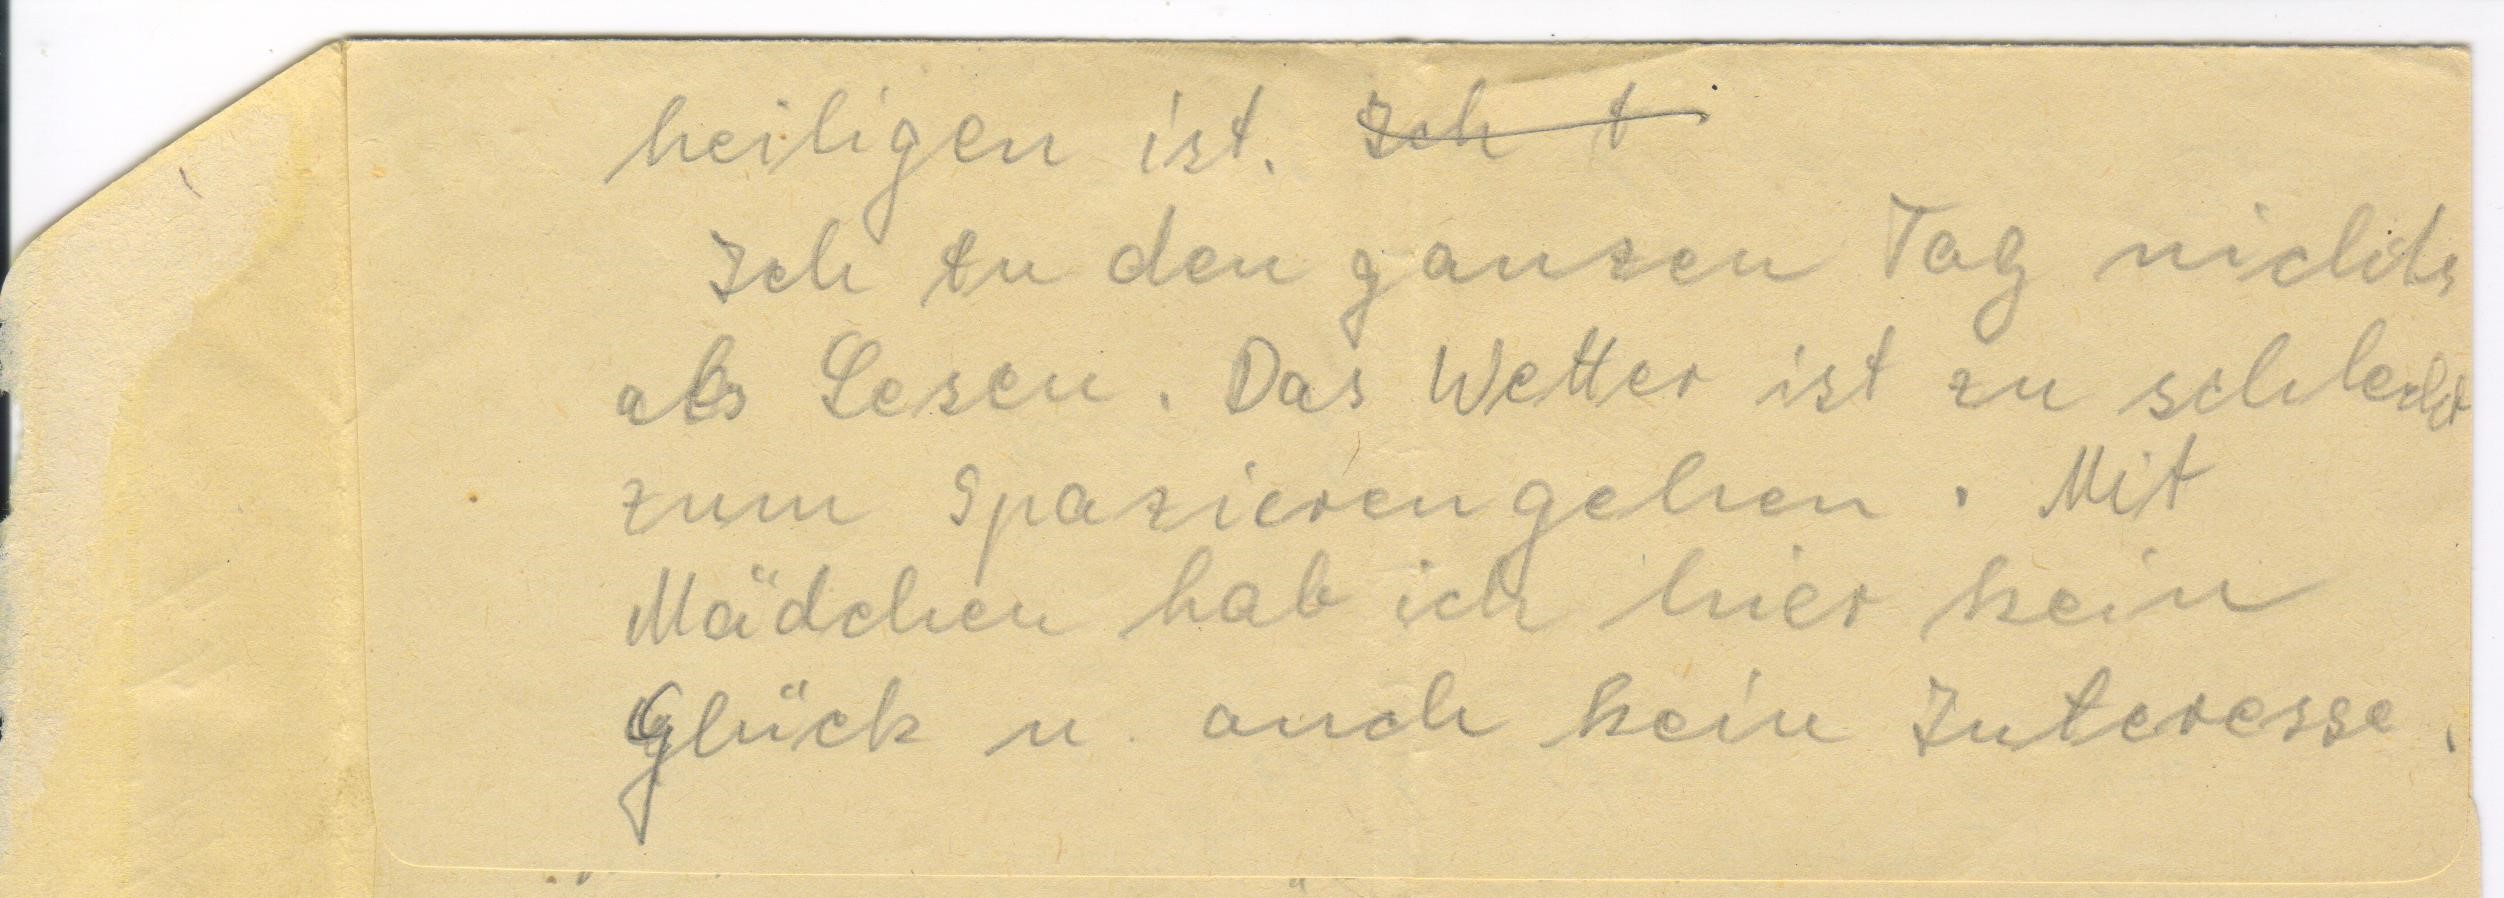 heiligen ist. Ich t
Ich tu den ganzen Tag nichts
als Lesen. Das Wetter ist zu schlecht
zum Spazierengehen. Mit
Mädchen hab ich hier kein
Glück u. auch kein Interesse.